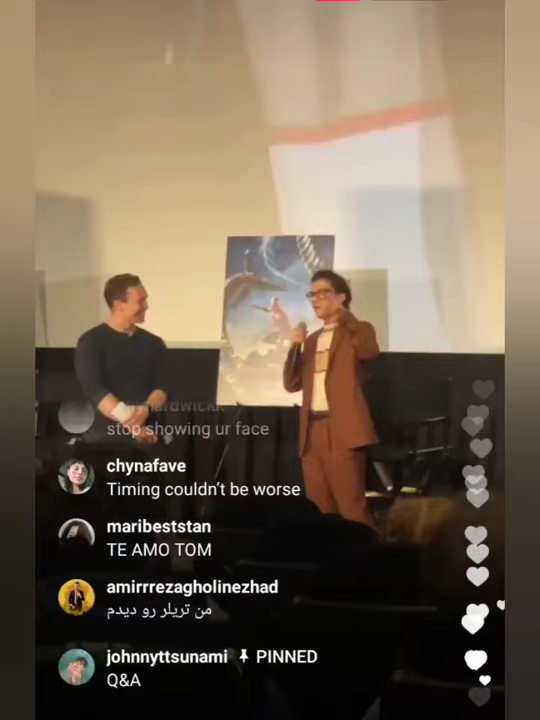 stop showing ur face
chynafave
Timing couldn't be worse
maribeststan
TE AMO TOM
amirrrezagholinezhad
من تریلر رو دیدم
johnnyttsunami PINNED
Q&A